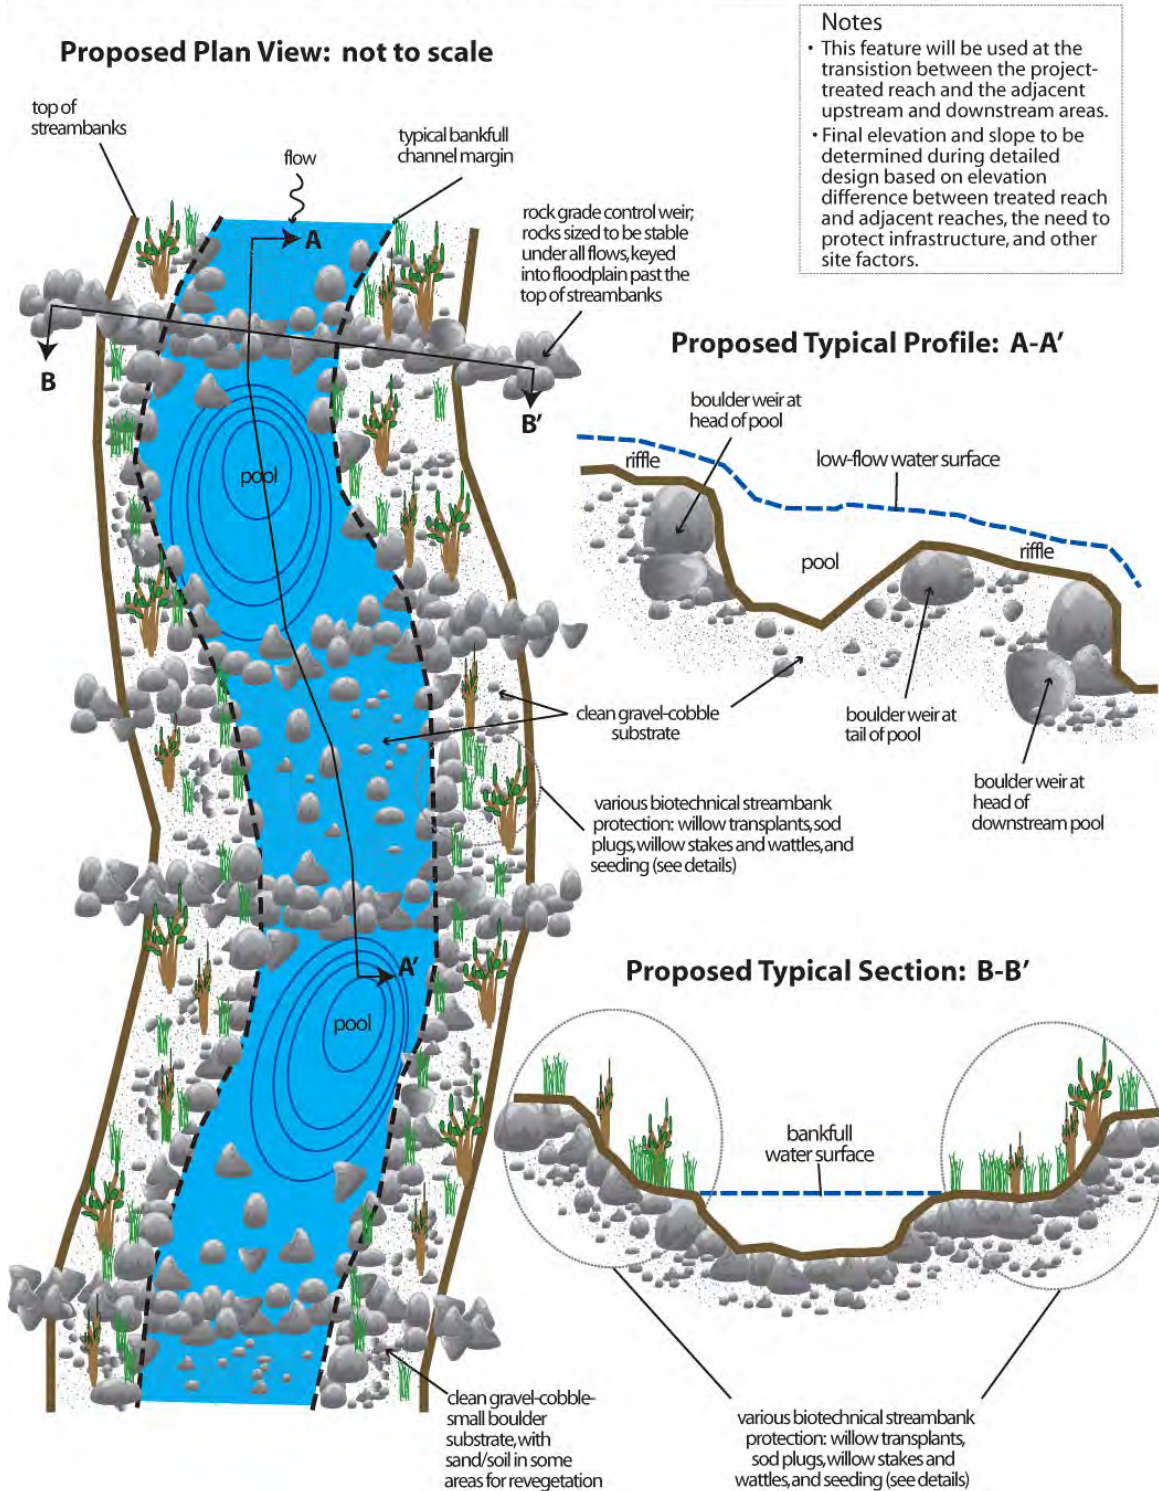 Proposed Plan View: not to scale
Notes
• This feature will be used at the
transistion between the project-
treated reach and the adjacent
upstream and downstream areas.
• Final elevation and slope to be
determined during detailed
design based on elevation
difference between treated reach
and adjacent reaches, the need to
protect infrastructure, and other
site factors.
top of
streambanks
flow
typical bankfull
channel margin
rock grade control weir;
rocks sized to be stable
under all flows, keyed
into floodplain past the
top of streambanks
A
B
B'
pool
clean gravel-cobble
substrate
various biotechnical streambank
protection: willow transplants, sod
plugs, willow stakes and wattles, and
seeding (see details)
A'
pool
clean gravel-cobble-
small boulder
substrate, with
sand/soil in some
areas for revegetation
Proposed Typical Profile: A-A'
boulder weir at
head of pool
riffle
low-flow water surface
pool
riffle
boulder weir at
tail of pool
boulder weir at
head of
downstream pool
Proposed Typical Section: B-B'
bankfull
water surface
various biotechnical streambank
protection: willow transplants,
sod plugs, willow stakes and
wattles, and seeding (see details)